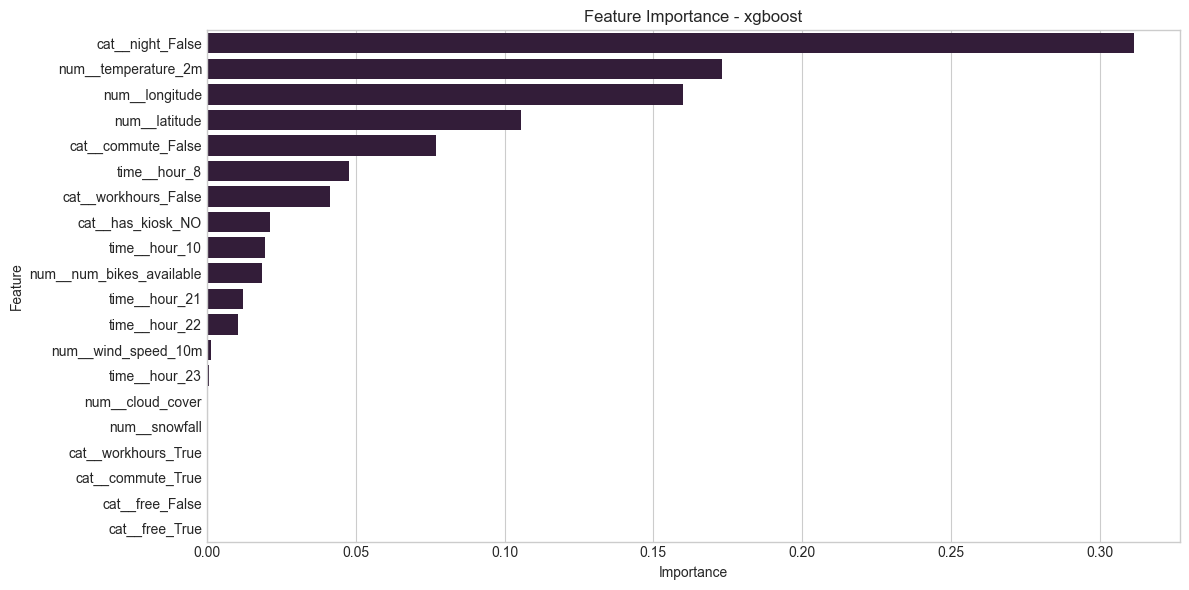 Feature Importance - xgboost
cat__night_False
num__temperature_2m
num__longitude
num__latitude
cat__commute_False
time__hour_8
cat__workhours_False
cat__has_kiosk_NO
time__hour_10
num__num_bikes_available
time__hour_21
time__hour_22
num__wind_speed_10m
time__hour_23
num__cloud_cover
num__snowfall
cat__workhours_True
cat__commute_True
cat__free_False
cat__free_True
Feature
0.00 0.05 0.10 0.15 0.20 0.25 0.30
Importance